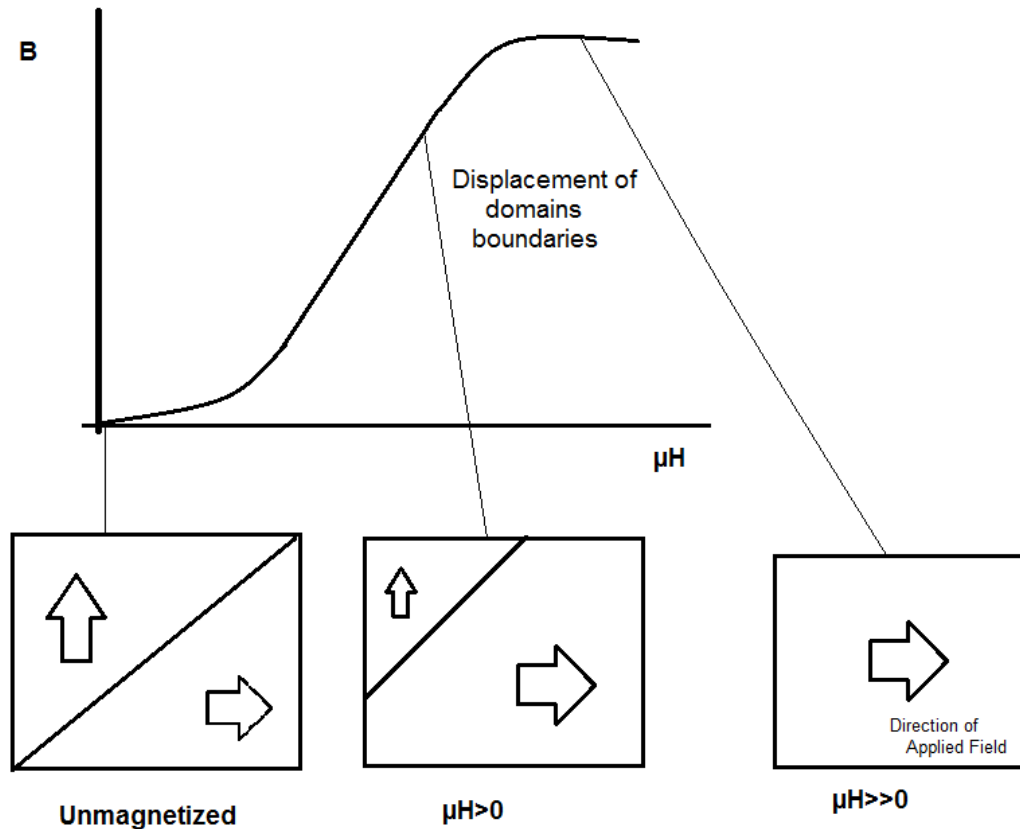 B
Displacement of
domains
boundaries
µH
Direction of
Applied Field
Unmagnetized
µH>0
µH>>0